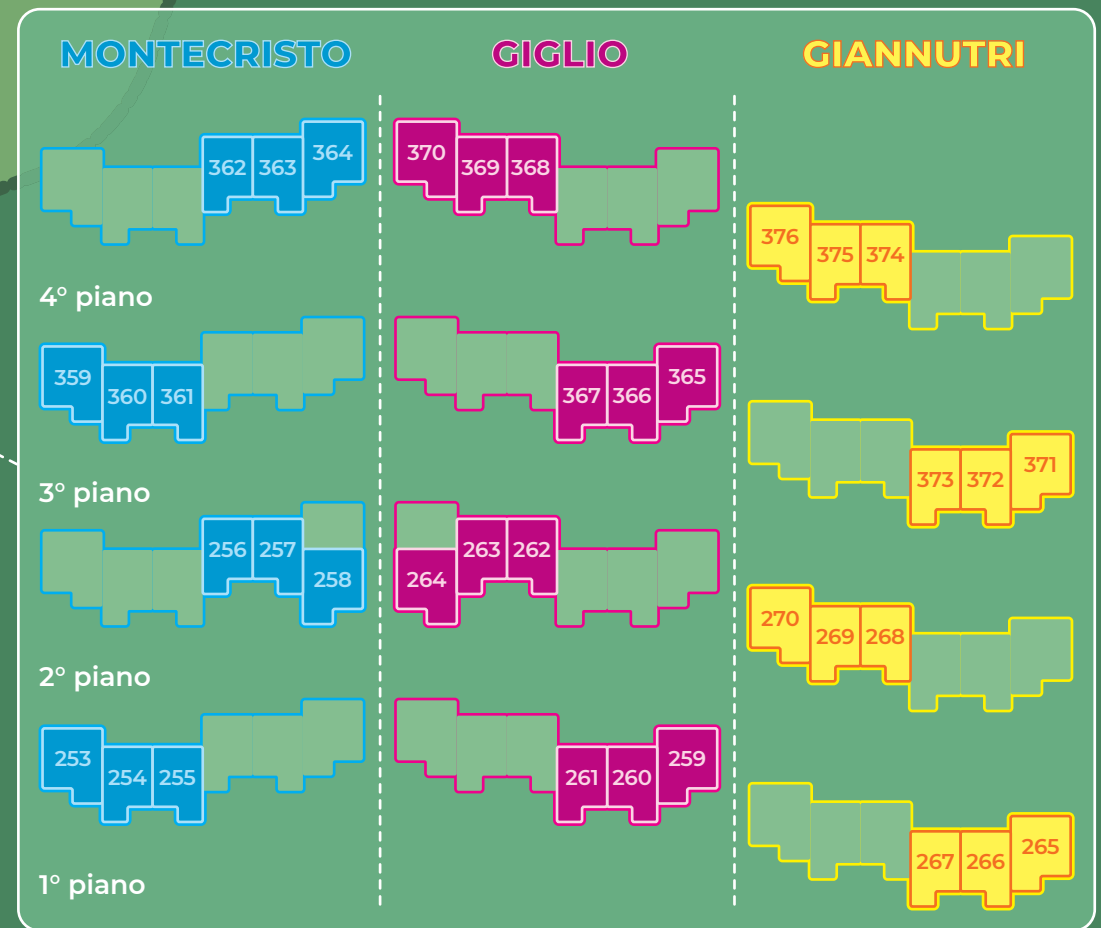 MONTECRISTO
GIGLIO
GIANNUTRI
362 363 364
370 369 368
376 375 374
4° piano
359 360 361
367 366 365
373 372 371
3° piano
256 257 258
264 263 262
270 269 268
2° piano
253 254 255
261 260 259
267 266 265
1° piano